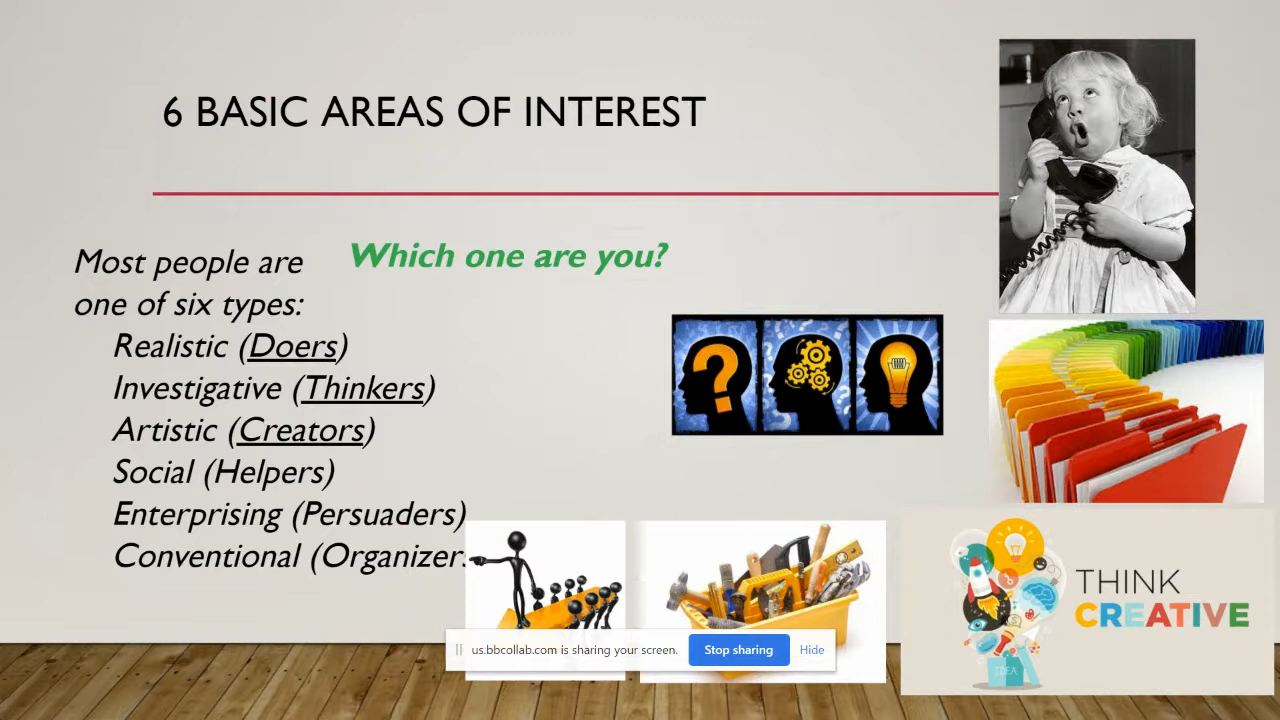 6 BASIC AREAS OF INTEREST
Which one are you?
Most people are
one of six types:
Realistic (Doers)
Investigative (Thinkers)
Artistic (Creators)
Social (Helpers)
Enterprising (Persuaders)
Conventional (Organizers
THINK
CREATIVE
IDEA
us.bbcollab.com is sharing your screen.
Stop sharing
Hide